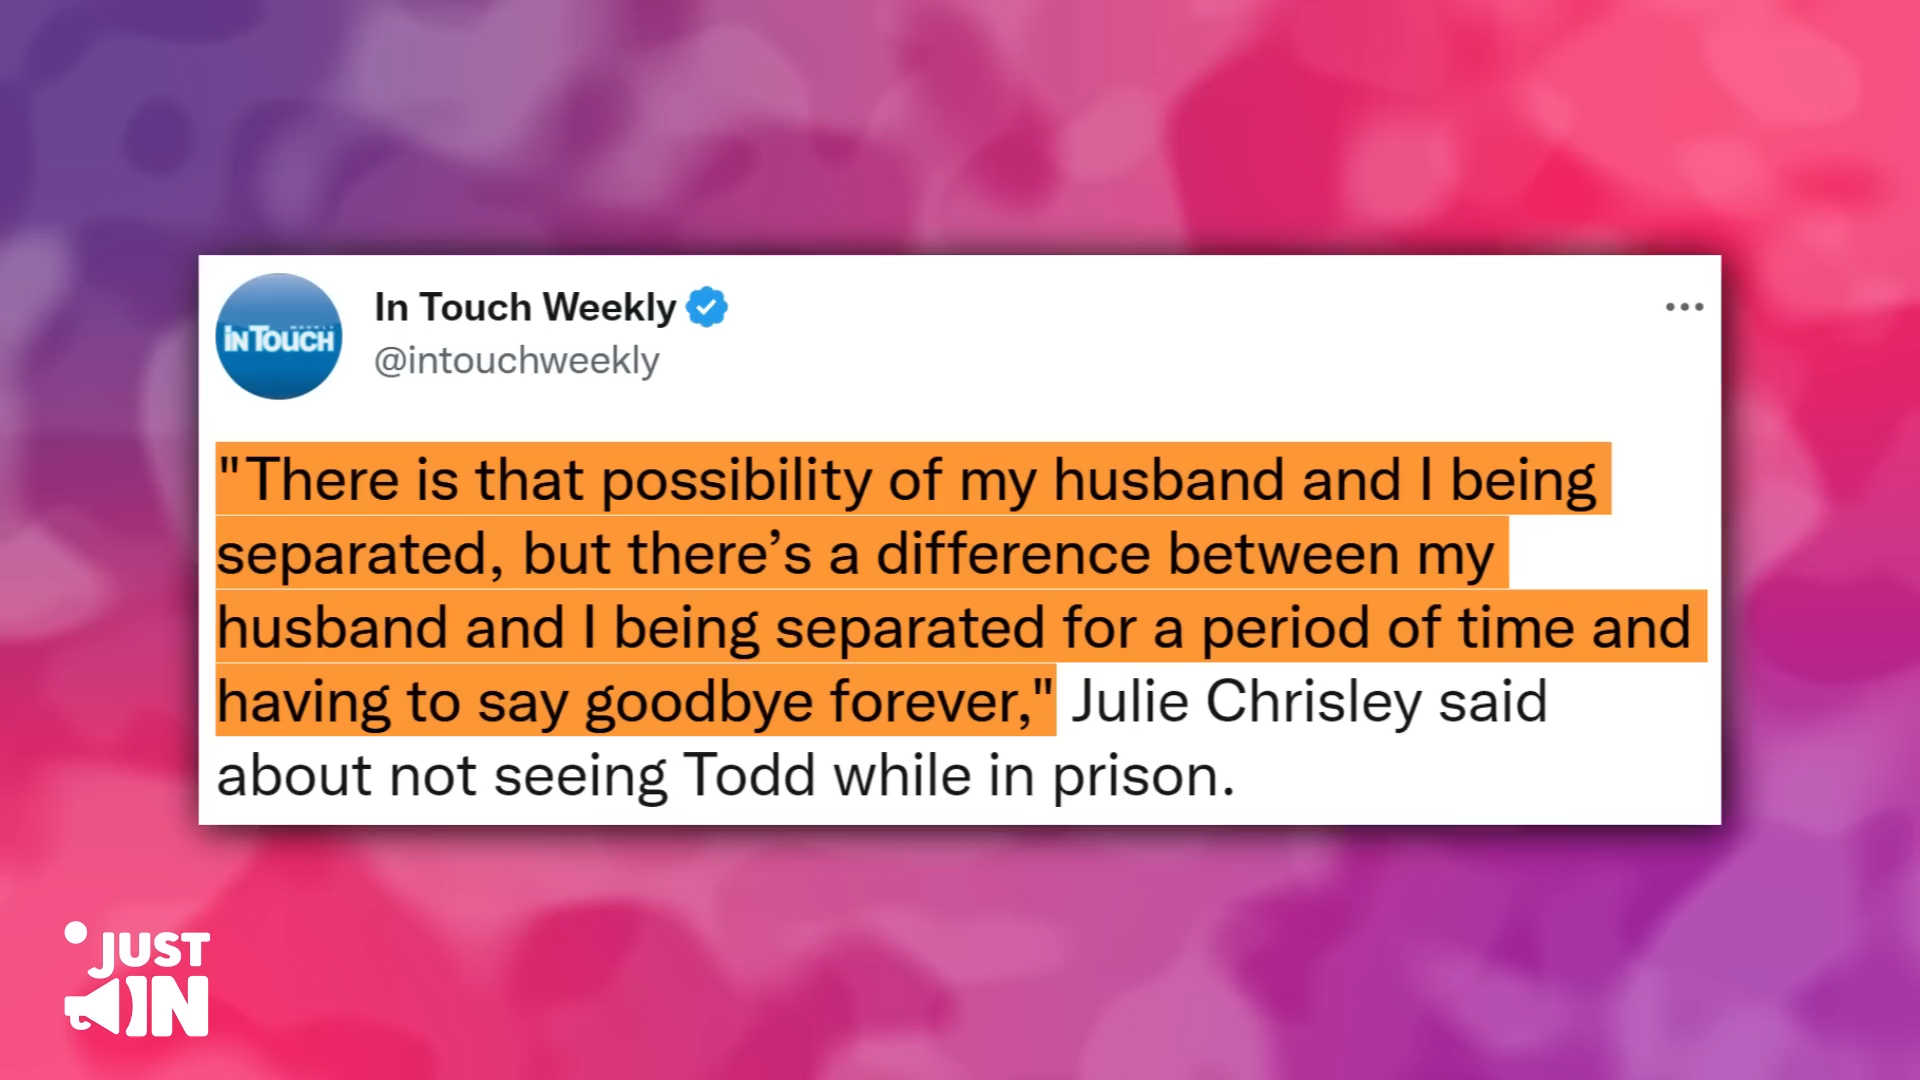 In Touch Weekly
@intouchweekly
WEEKLY
INTOUCH
"There is that possibility of my husband and I being
separated, but there’s a difference between my
husband and I being separated for a period of time and
having to say goodbye forever," Julie Chrisley said
about not seeing Todd while in prison.
JUST
IN